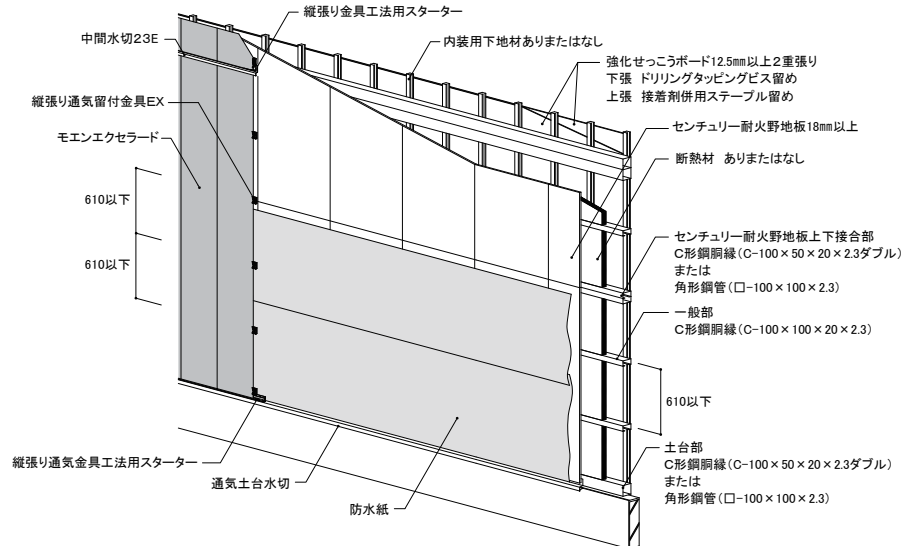 縦張り金具工法用スターター
中間水切23E
内装用下地材ありまたはなし
強化せっこうボード12.5mm以上2重張り
下張 ドリリングタッピングビス留め
上張 接着剤併用ステープル留め
縦張り通気留付金具EX
センチュリー耐火野地板18mm以上
モエンエクセラード
断熱材 ありまたはなし
610以下
610以下
センチュリー耐火野地板上下接合部
C形鋼胴縁(C-100×50×20×2.3ダブル)
または
角形鋼管(□-100×100×2.3)
一般部
C形鋼胴縁(C-100×100×20×2.3)
610以下
縦張り通気金具工法用スターター
通気土台水切
防水紙
土台部
C形鋼胴縁(C-100×50×20×2.3ダブル)
または
角形鋼管(□-100×100×2.3)